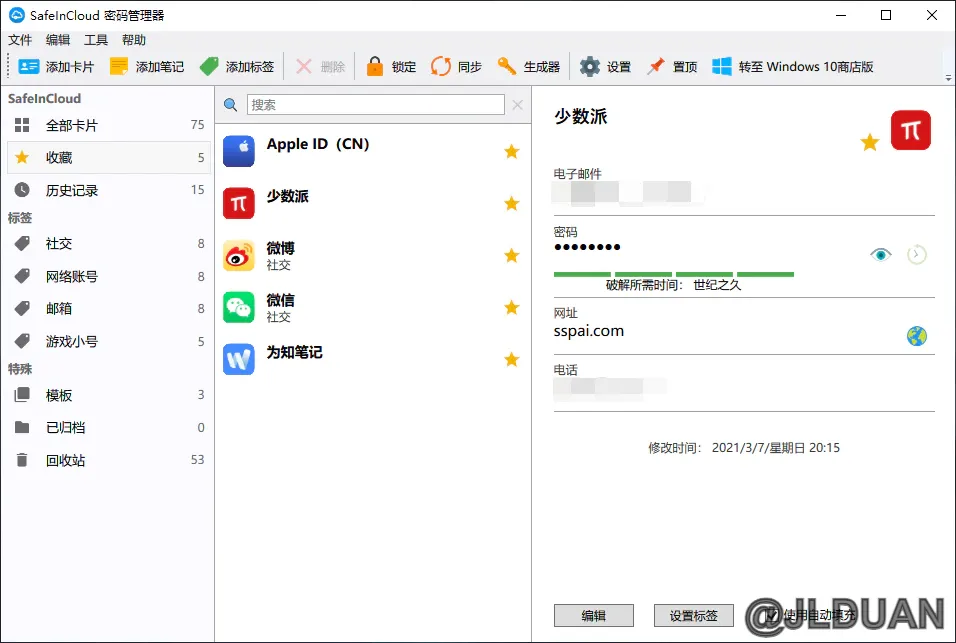 SafeInCloud 密码管理器
文件 编辑 工具 帮助
添加卡片 添加笔记 添加标签 删除 锁定 同步 生成器 设置 置顶 转至 Windows 10商店版
SafeInCloud
全部卡片 75
收藏 5
历史记录 15
标签
社交 8
网络账号 8
邮箱 8
游戏小号 5
特殊
模板 3
已归档 0
回收站 53
搜索
Apple ID（CN）
少数派
微博
社交
微信
社交
为知笔记
少数派
电子邮件
密码
●●●●●●●●
破解所需时间： 世纪之久
网址
sspai.com
电话
修改时间： 2021/3/7/星期日 20:15
编辑 设置标签 使用自动填充
@JLDUAN